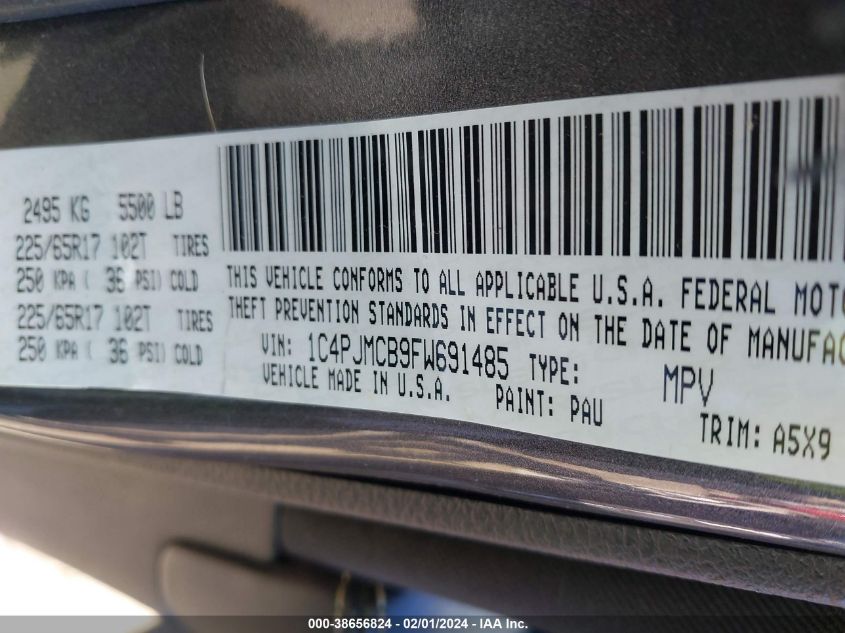 2495 KG 5500 LB
225/65R17 102T TIRES
250 KPA ( 36 PSI) COLD
225/65R17 102T TIRES
250 KPA ( 36 PSI) COLD
THIS VEHICLE CONFORMS TO ALL APPLICABLE U.S.A. FEDERAL MOTO
THEFT PREVENTION STANDARDS IN EFFECT ON THE DATE OF MANUFAC
VIN: 1C4PJMCB9FW691485 TYPE: MPV
VEHICLE MADE IN U.S.A. PAINT: PAU TRIM: A5X9
000-38656824 - 02/01/2024 - IAA Inc.